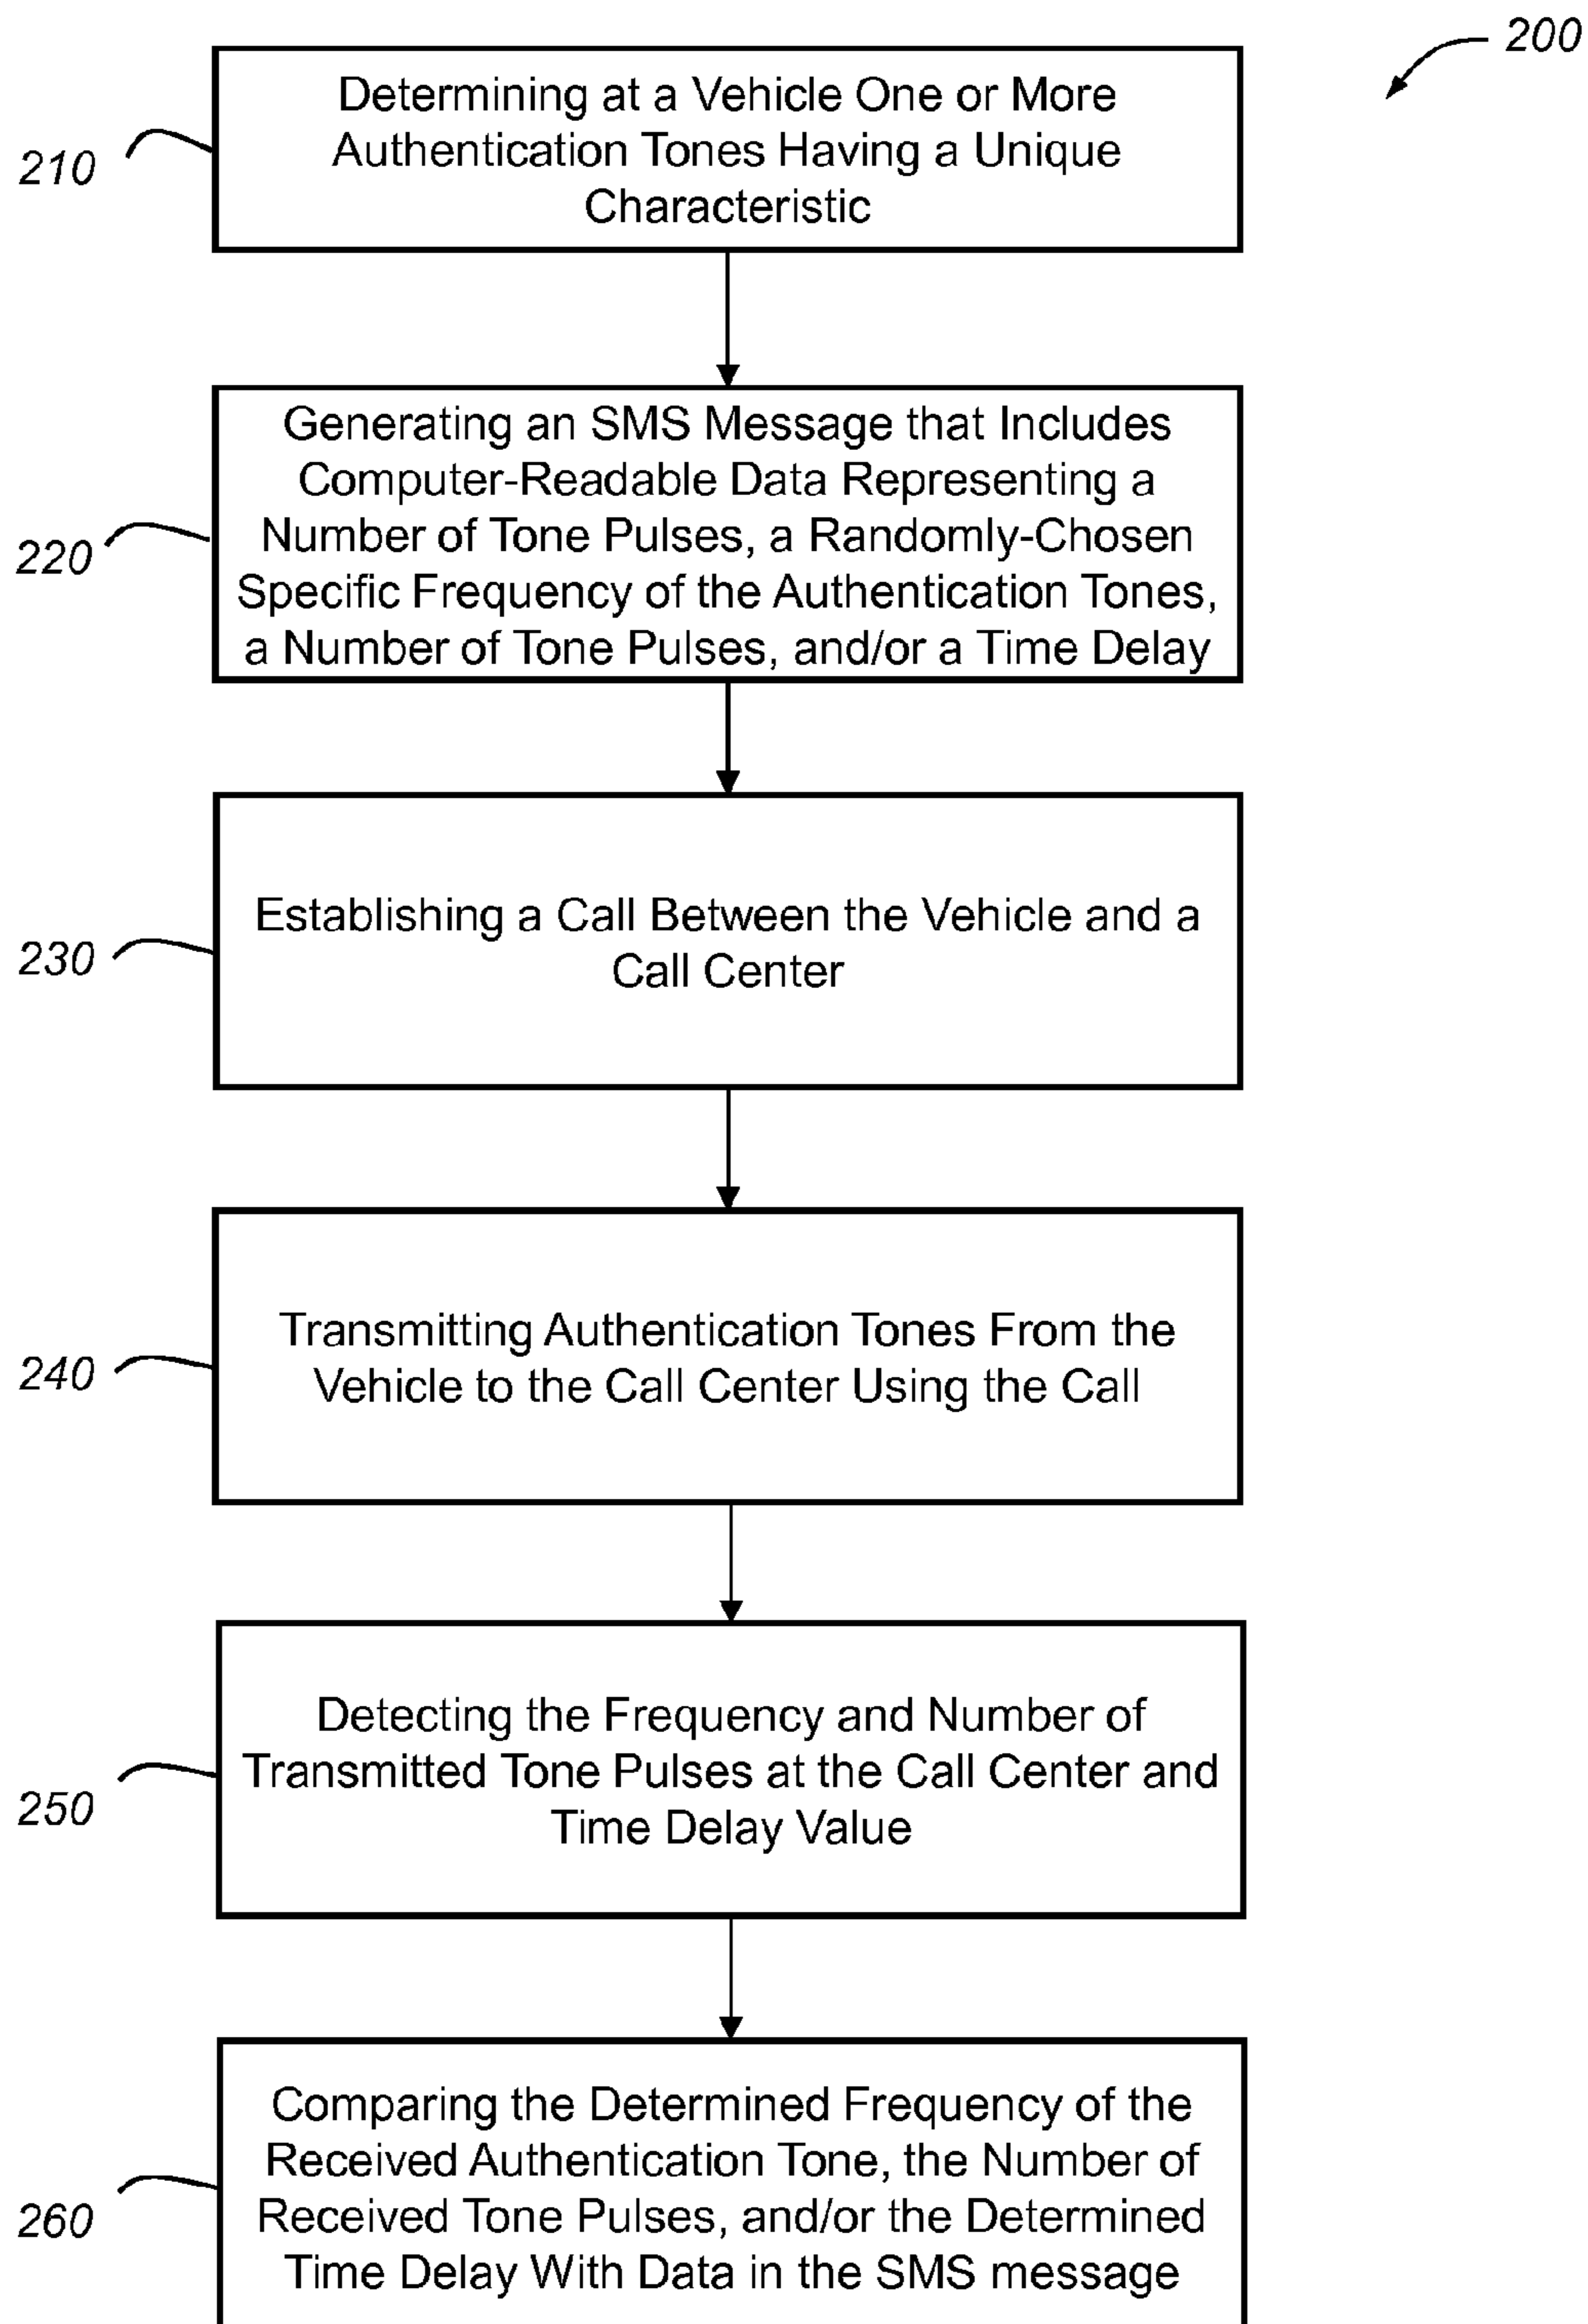 200
Determining at a Vehicle One or More
Authentication Tones Having a Unique
Characteristic
210
Generating an SMS Message that Includes
Computer-Readable Data Representing a
Number of Tone Pulses, a Randomly-Chosen
Specific Frequency of the Authentication Tones,
a Number of Tone Pulses, and/or a Time Delay
220
Establishing a Call Between the Vehicle and a
Call Center
230
Transmitting Authentication Tones From the
Vehicle to the Call Center Using the Call
240
Detecting the Frequency and Number of
Transmitted Tone Pulses at the Call Center and
Time Delay Value
250
Comparing the Determined Frequency of the
Received Authentication Tone, the Number of
Received Tone Pulses, and/or the Determined
Time Delay With Data in the SMS message
260